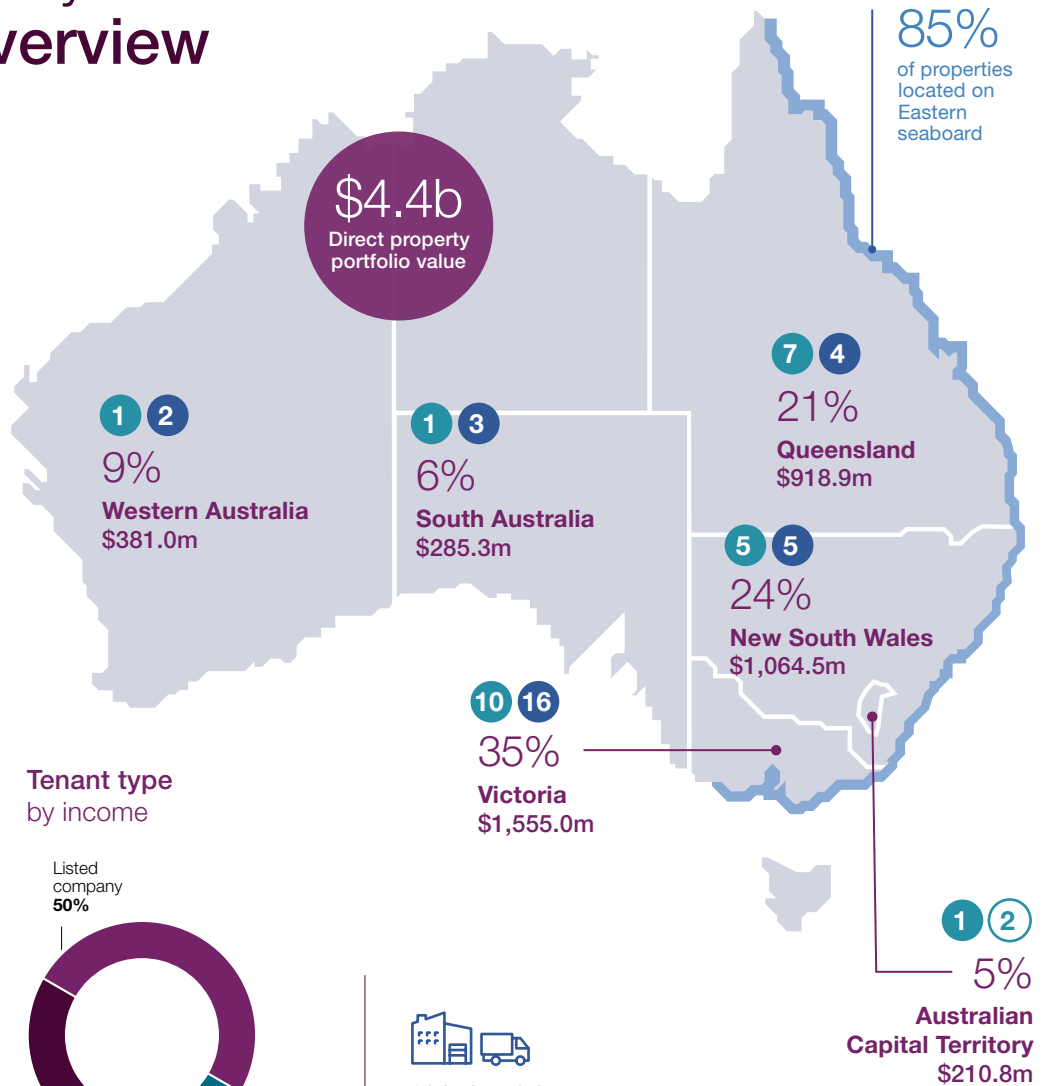 verview
85%
of properties
located on
Eastern
seaboard
$4.4b
Direct property
portfolio value
7 4
21%
Queensland
$918.9m
1 2
9%
Western Australia
$381.0m
1 3
6%
South Australia
$285.3m
5 5
24%
New South Wales
$1,064.5m
10 16
35%
Victoria
$1,555.0m
1 2
5%
Australian
Capital Territory
$210.8m
Tenant type
by income
Listed
company
50%